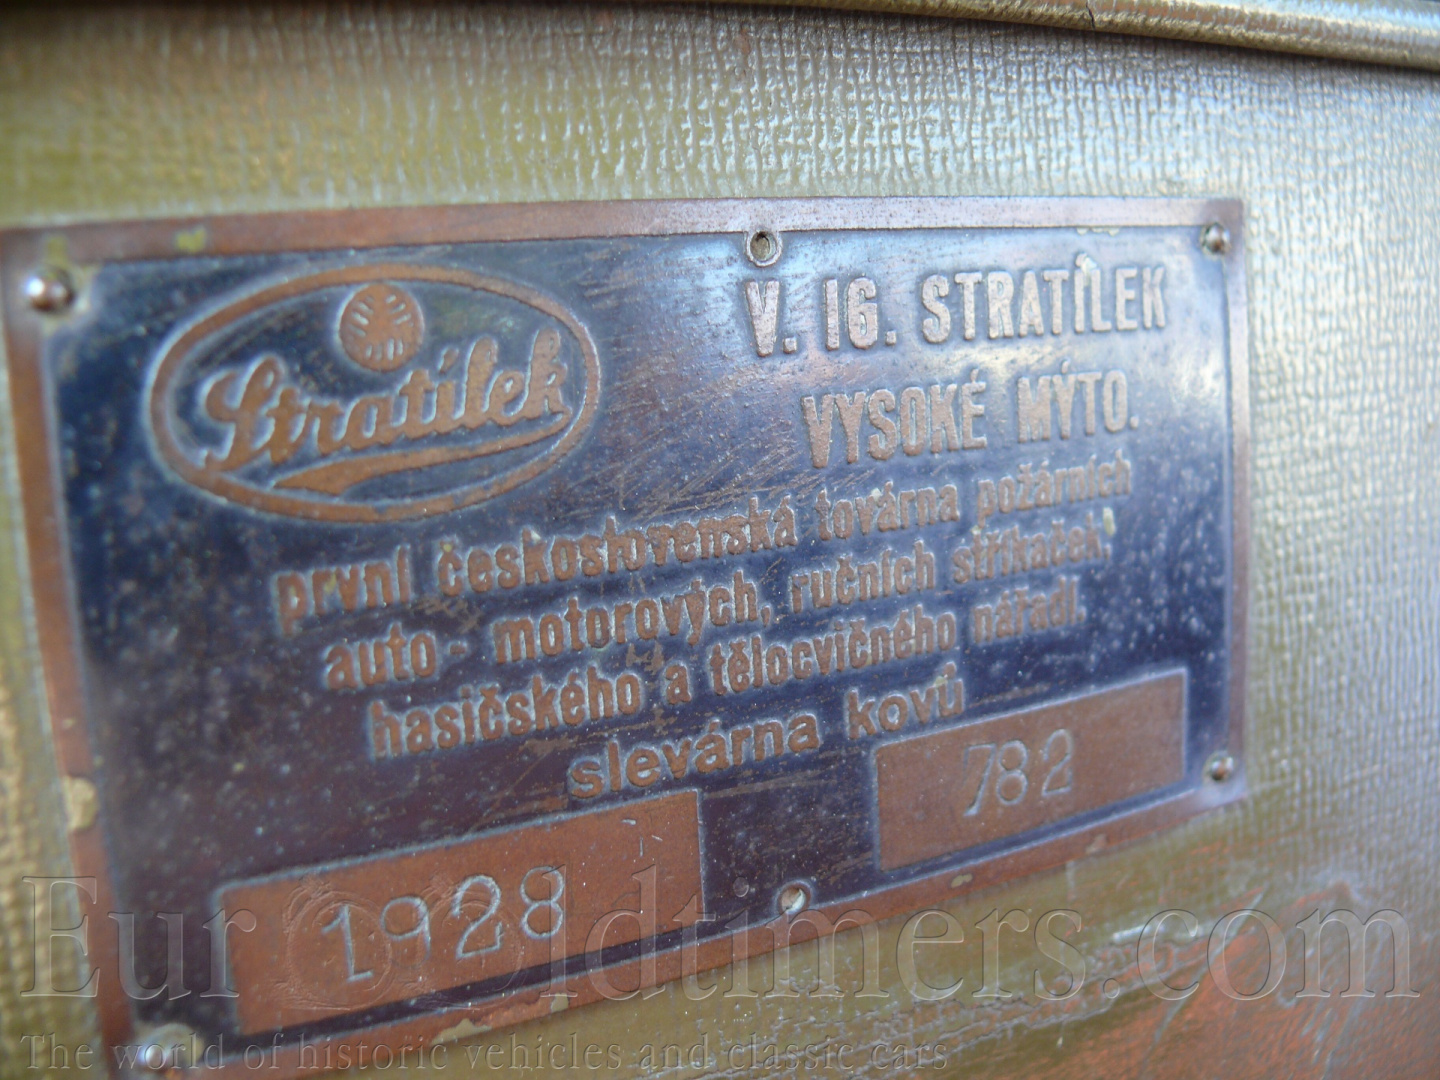 Stratílek
V. IG. STRATÍLEK
VYSOKÉ MÝTO.
první československá továrna požárních
auto - motorových, ručních stříkaček,
hasičského a tělocvičného nářadí.
slevárna kovů
782
1928
EurOldtimers.com
The world of historic vehicles and classic cars